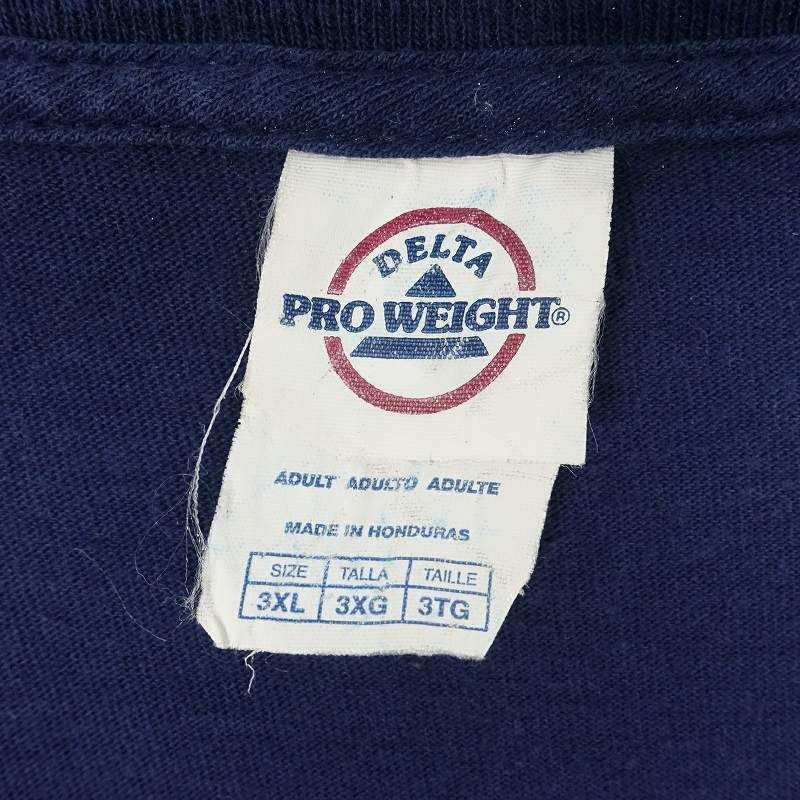 DELTA
PRO WEIGHT®
ADULT ADULTO ADULTE
MADE IN HONDURAS
SIZE TALLA TAILLE
3XL 3XG 3TG